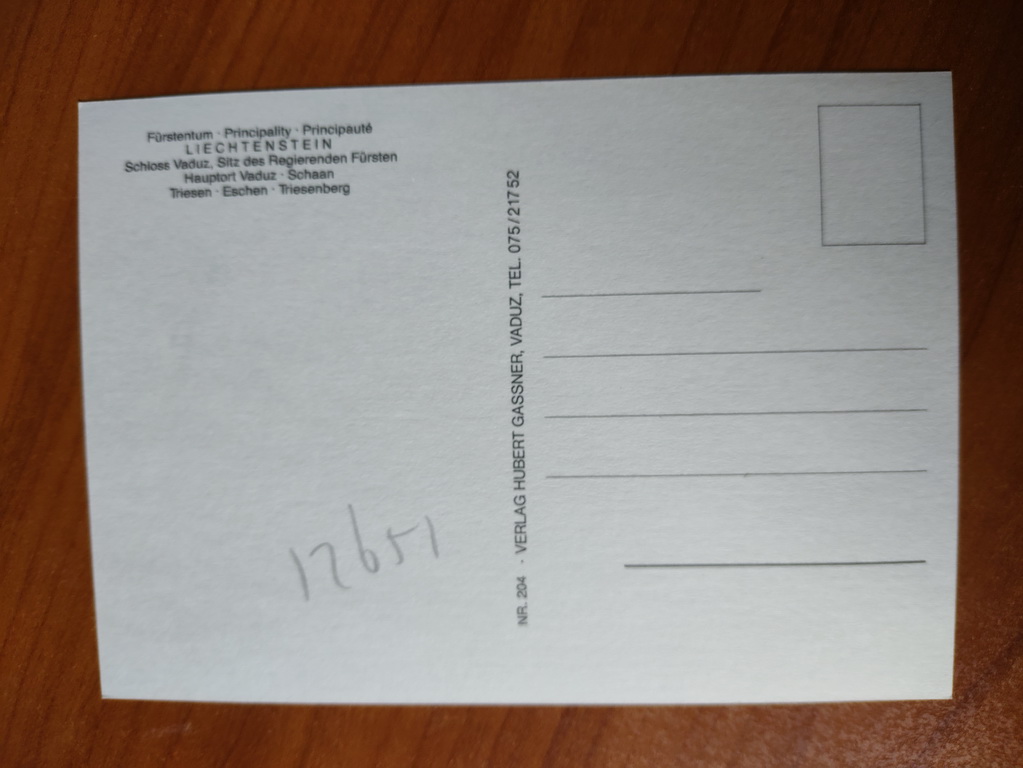 Fürstentum · Principality · Principauté
LIECHTENSTEIN
Schloss Vaduz, Sitz des Regierenden Fürsten
Hauptort Vaduz · Schaan
Triesen · Eschen · Triesenberg
NR. 204 · VERLAG HUBERT GASSNER, VADUZ, TEL. 075/21752
12651